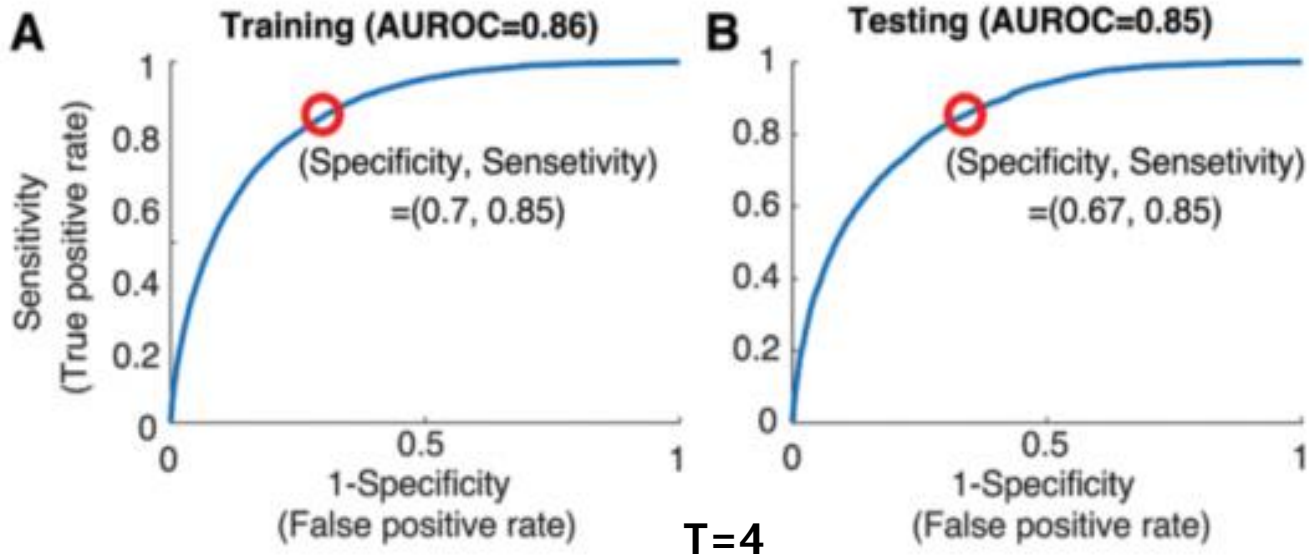 A
Training (AUROC=0.86)
1
0.8
0.6
0.4
0.2
0
0
0.5
1
Sensitivity
(True positive rate)
(Specificity, Sensetivity)
=(0.7, 0.85)
1-Specificity
(False positive rate)
B
Testing (AUROC=0.85)
1
0.8
0.6
0.4
0.2
0
0
0.5
1
(Specificity, Sensetivity)
=(0.67, 0.85)
1-Specificity
(False positive rate)
T=4